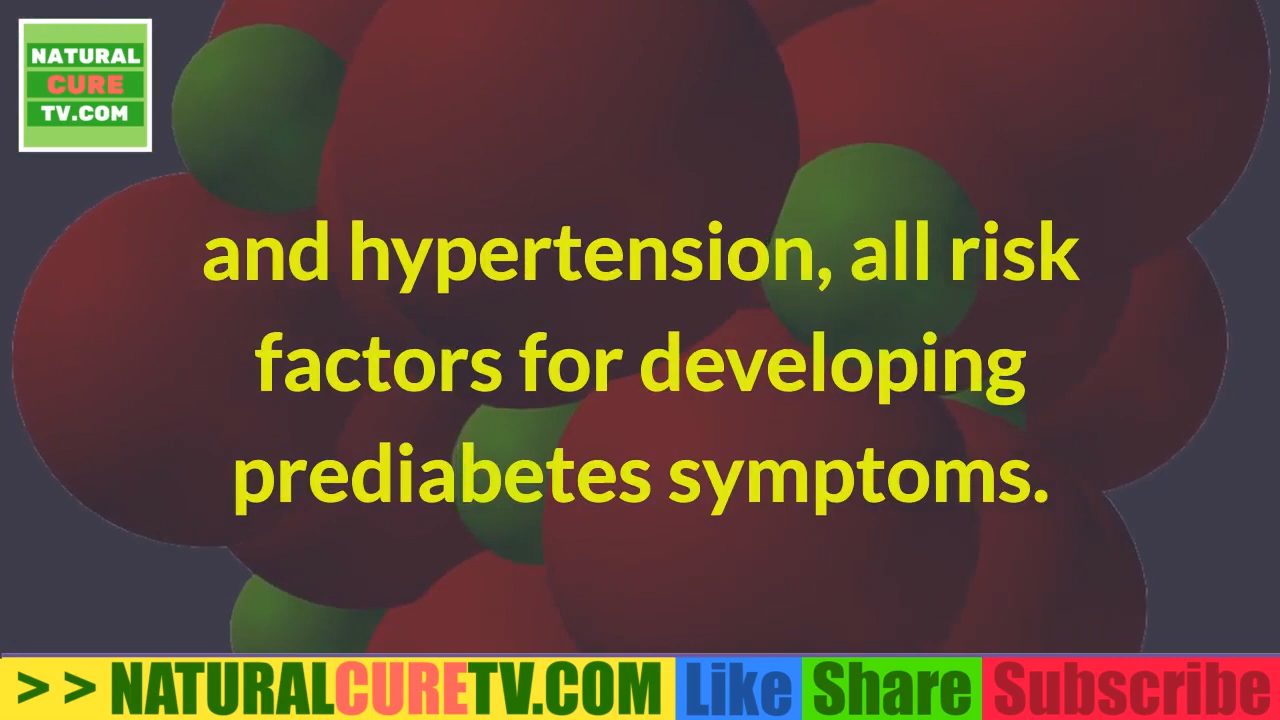 NATURAL
CURE
TV.COM
and hypertension, all risk
factors for developing
prediabetes symptoms.
> > NATURALCURETV.COM Like Share Subscribe